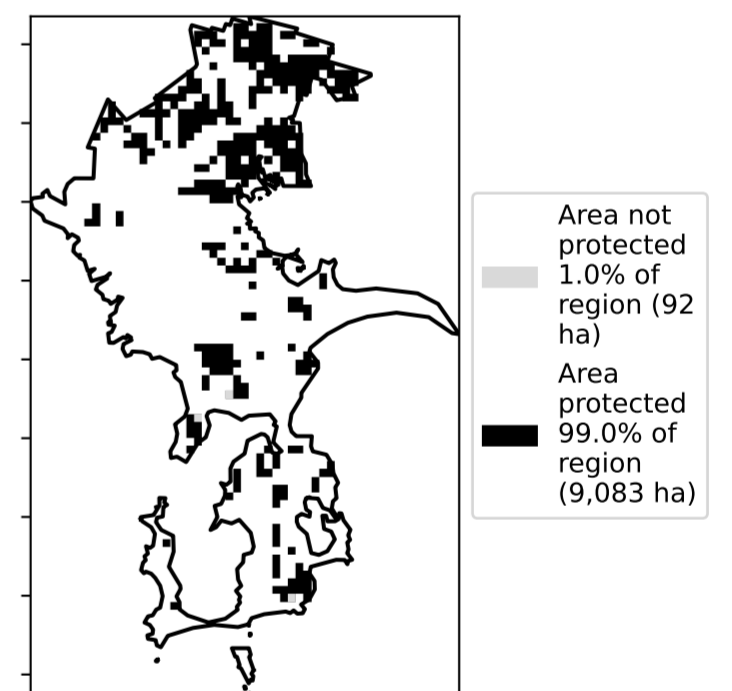 Area not
protected
1.0% of
region (92
ha)
Area
protected
99.0% of
region
(9,083 ha)